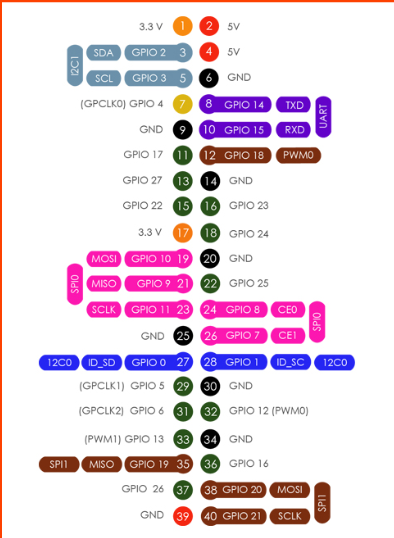 3.3 V 1 2 5V
I2C1 SDA GPIO 2 3 4 5V
SCL GPIO 3 5 6 GND
(GPCLK0) GPIO 4 7 8 GPIO 14 TXD UART
GND 9 10 GPIO 15 RXD
GPIO 17 11 12 GPIO 18 PWM0
GPIO 27 13 14 GND
GPIO 22 15 16 GPIO 23
3.3 V 17 18 GPIO 24
SPI0 MOSI GPIO 10 19 20 GND
MISO GPIO 9 21 22 GPIO 25
SCLK GPIO 11 23 24 GPIO 8 CE0 SPI0
GND 25 26 GPIO 7 CE1
12C0 ID_SD GPIO 0 27 28 GPIO 1 ID_SC 12C0
(GPCLK1) GPIO 5 29 30 GND
(GPCLK2) GPIO 6 31 32 GPIO 12 (PWM0)
(PWM1) GPIO 13 33 34 GND
SPI1 MISO GPIO 19 35 36 GPIO 16
GPIO 26 37 38 GPIO 20 MOSI SPI1
GND 39 40 GPIO 21 SCLK